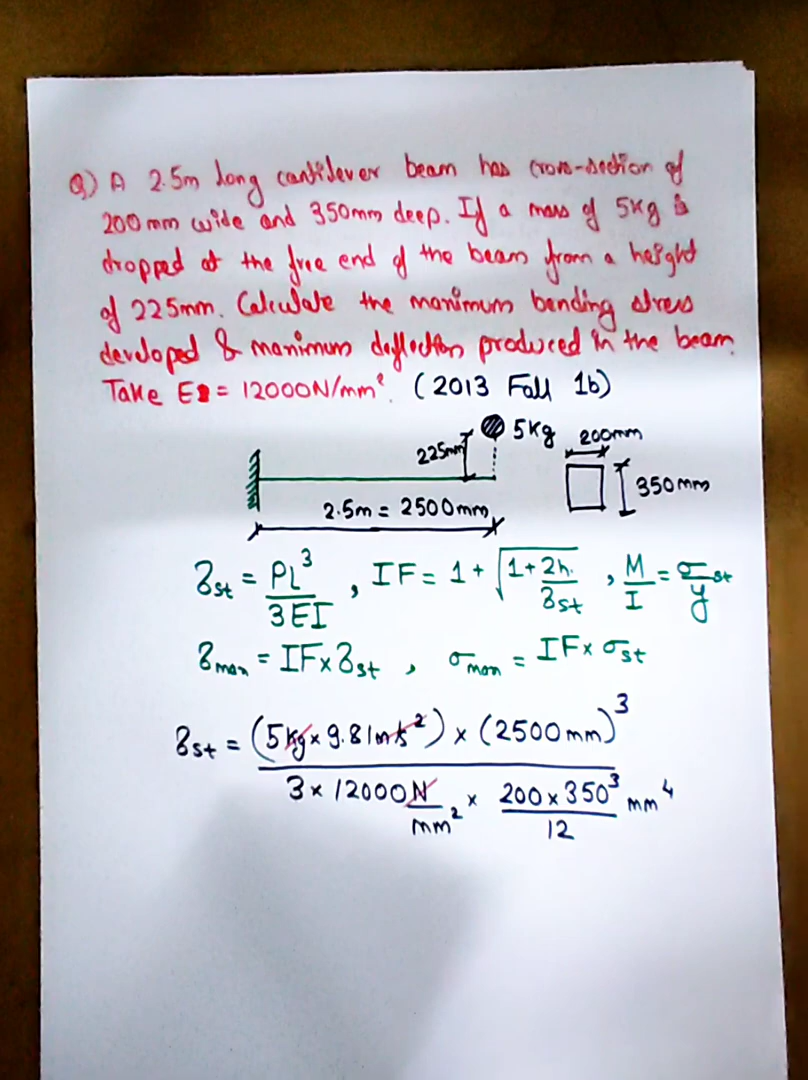 Q) A 2.5m long cantilever beam has cross-section of
200 mm wide and 350mm deep. If a mass of 5kg is
dropped at the free end of the beam from a height
of 225mm. Calculate the maximum bending stress
developed & maximum deflection produced in the beam.
Take E = 12000N/mm². (2013 Fall 1b)
225mm 5kg 200mm
350mm
2.5m = 2500mm
δst = PL³/3EI , IF = 1 + √(1 + 2h/δst) , M/I = σst/y
δmax = IF x δst , σmax = IF x σst
δst = (5kg x 9.81m/s²) x (2500mm)³
3 x 12000N/mm² x 200 x 350³/12 mm⁴